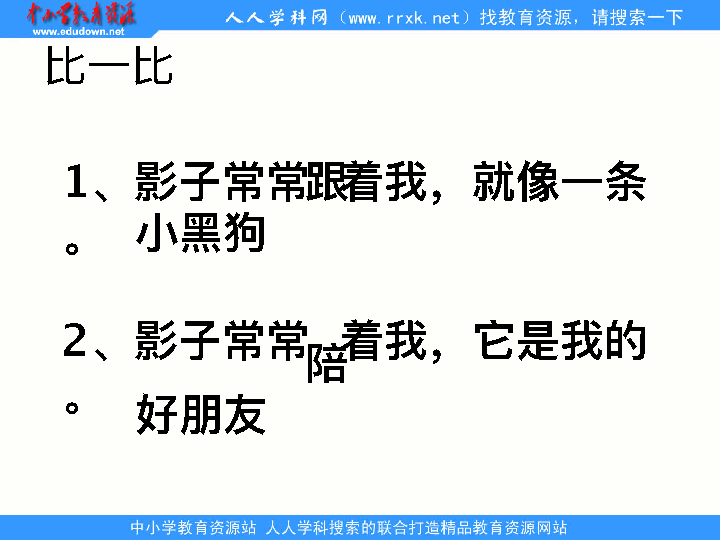 中小学教育资源
www.edudown.net
人人学科网（www.rrxk.net）找教育资源，请搜索一下
比一比
1、影子常常跟着我，就像一条
小黑狗
。
2、影子常常陪着我，它是我的
好朋友
。
中小学教育资源站 人人学科搜索的联合打造精品教育资源网站